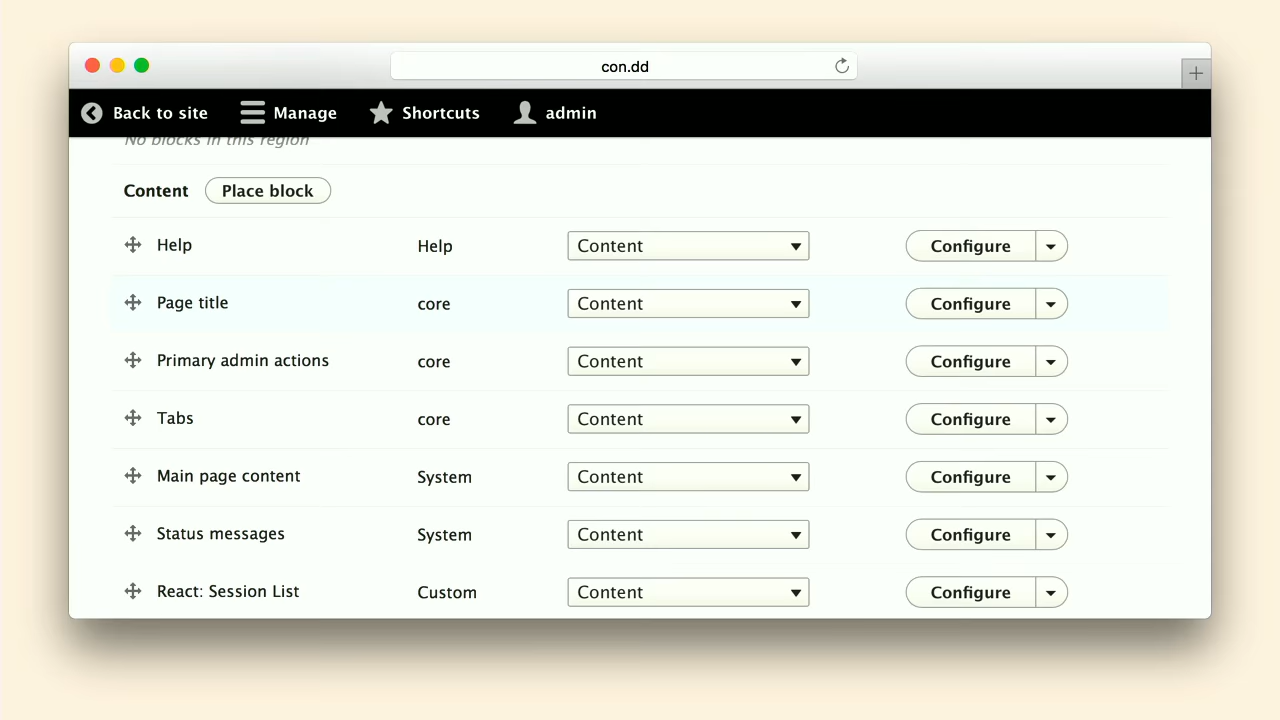 con.dd
Back to site Manage Shortcuts admin
No blocks in this region
Content Place block
Help Help Content Configure
Page title core Content Configure
Primary admin actions core Content Configure
Tabs core Content Configure
Main page content System Content Configure
Status messages System Content Configure
React: Session List Custom Content Configure